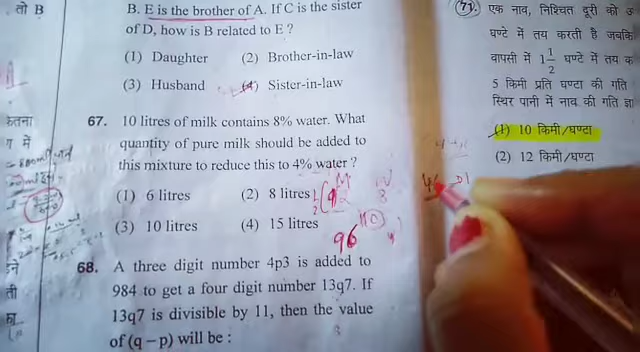 तो B
B. E is the brother of A. If C is the sister
of D, how is B related to E ?
(1) Daughter (2) Brother-in-law
(3) Husband (4) Sister-in-law
67. 10 litres of milk contains 8% water. What
quantity of pure milk should be added to
this mixture to reduce this to 4% water ?
(1) 6 litres (2) 8 litres
(3) 10 litres (4) 15 litres
96
68. A three digit number 4p3 is added to
984 to get a four digit number 13q7. If
13q7 is divisible by 11, then the value
of (q – p) will be :
71. एक नाव, निश्चित दूरी को
घण्टे में तय करती है जबकि
वापसी में 1 1/2 घण्टे में तय
5 किमी प्रति घण्टा की गति
स्थिर पानी में नाव की गति
(1) 10 किमी/घण्टा
(2) 12 किमी/घण्टा